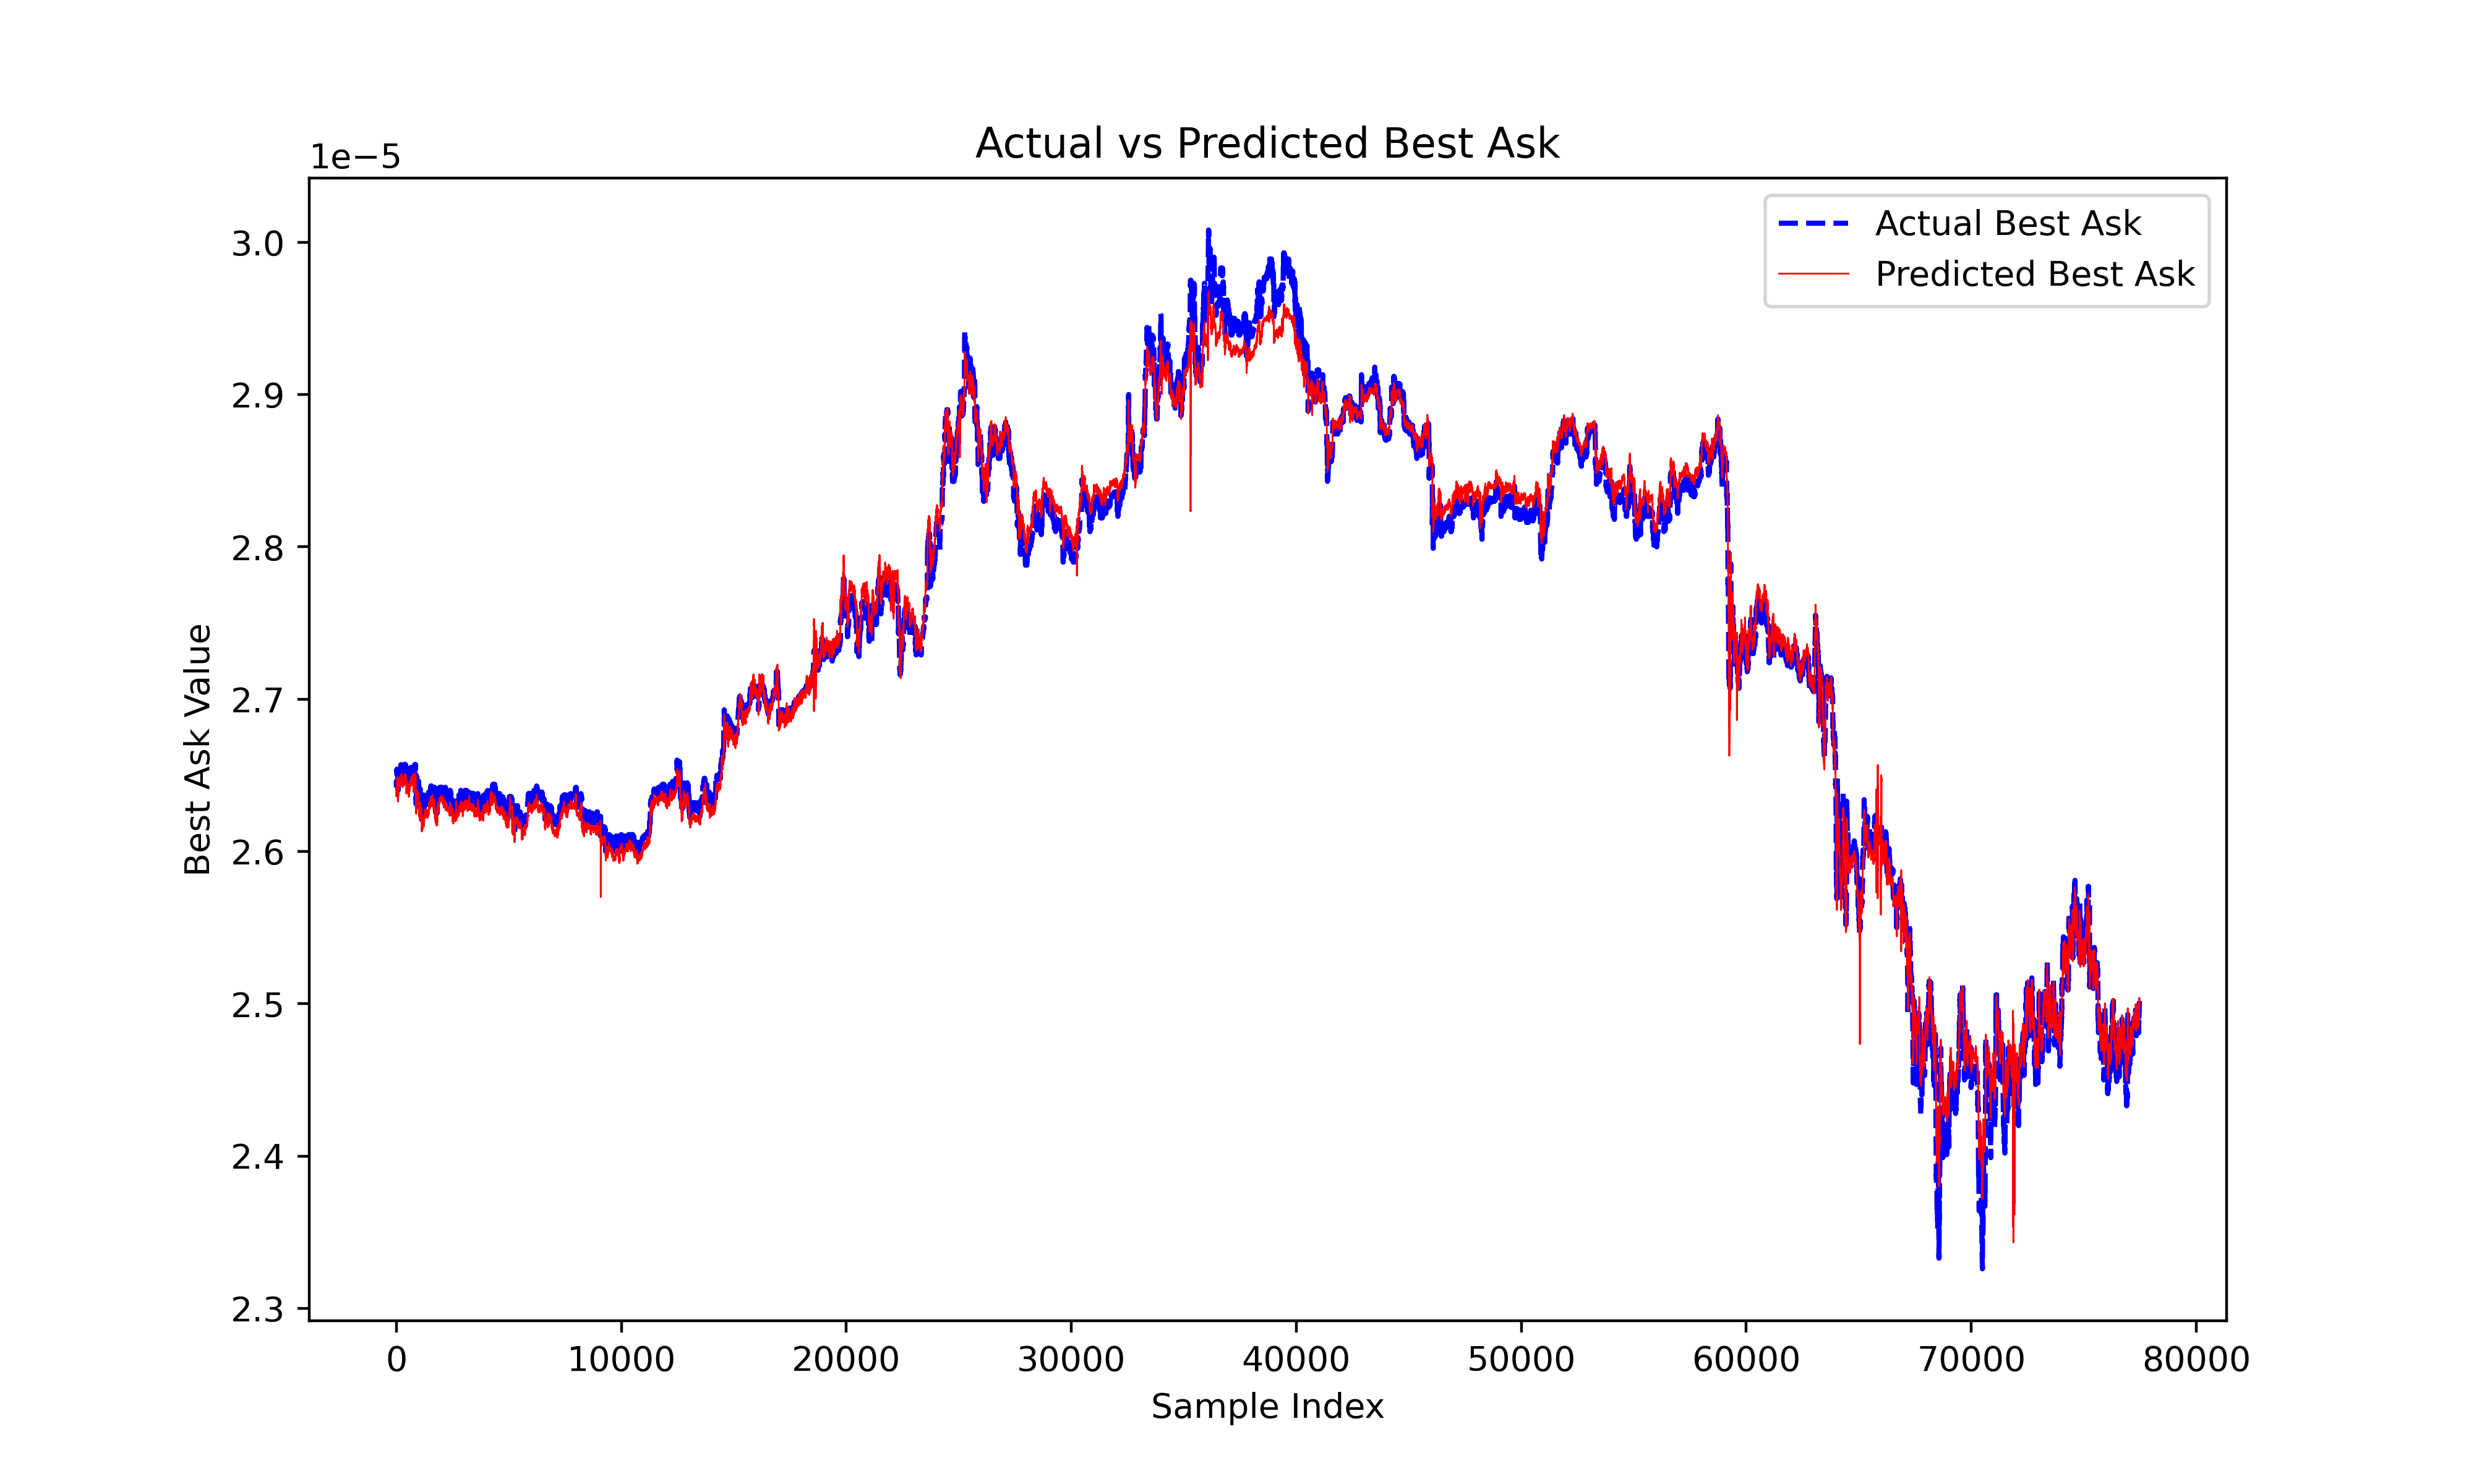 Actual vs Predicted Best Ask
1e−5
Actual Best Ask
Predicted Best Ask
3.0
2.9
2.8
2.7
2.6
2.5
2.4
2.3
Best Ask Value
0 10000 20000 30000 40000 50000 60000 70000 80000
Sample Index